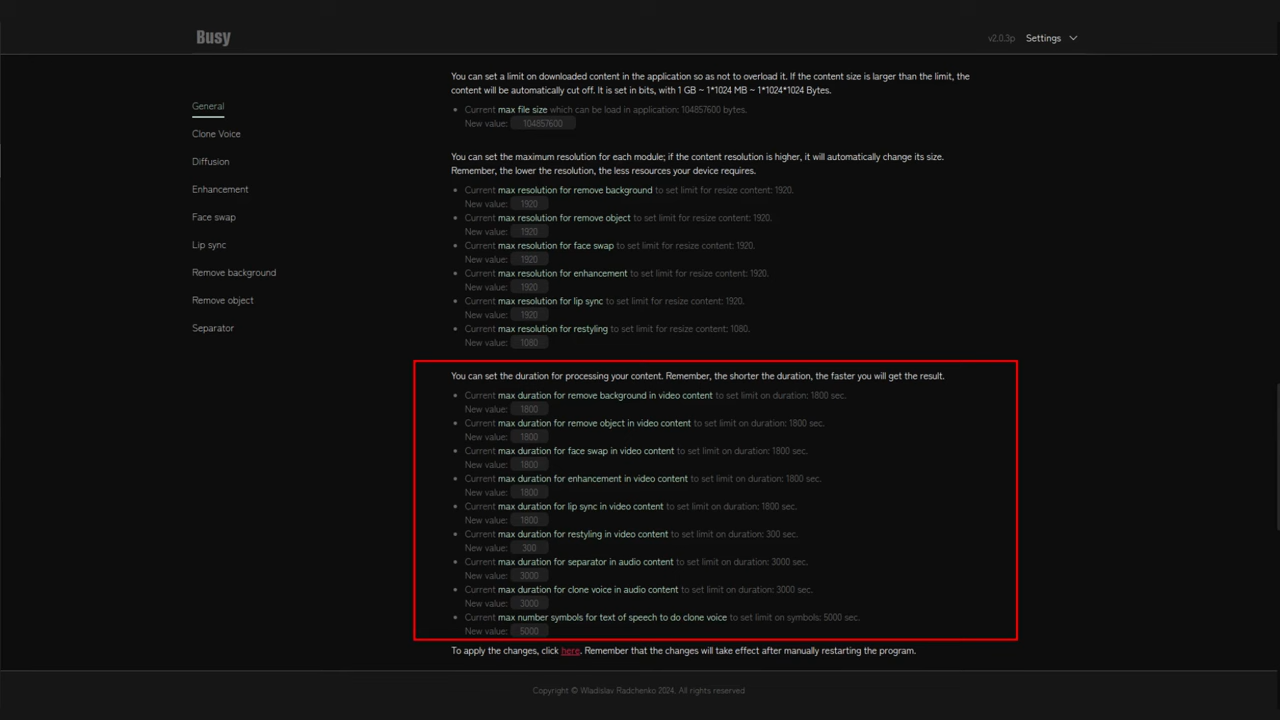 Busy
v2.0.3p
Settings
General
Clone Voice
Diffusion
Enhancement
Face swap
Lip sync
Remove background
Remove object
Separator
You can set a limit on downloaded content in the application so as not to overload it. If the content size is larger than the limit, the
content will be automatically cut off. It is set in bits, with 1 GB ~ 1*1024 MB ~ 1*1024*1024 Bytes.
Current max file size which can be load in application: 104857600 bytes.
New value: 104857600
You can set the maximum resolution for each module; if the content resolution is higher, it will automatically change its size.
Remember, the lower the resolution, the less resources your device requires.
Current max resolution for remove background to set limit for resize content: 1920.
New value: 1920
Current max resolution for remove object to set limit for resize content: 1920.
New value: 1920
Current max resolution for face swap to set limit for resize content: 1920.
New value: 1920
Current max resolution for enhancement to set limit for resize content: 1920.
New value: 1920
Current max resolution for lip sync to set limit for resize content: 1920.
New value: 1920
Current max resolution for restyling to set limit for resize content: 1080.
New value: 1080
You can set the duration for processing your content. Remember, the shorter the duration, the faster you will get the result.
Current max duration for remove background in video content to set limit on duration: 1800 sec.
New value: 1800
Current max duration for remove object in video content to set limit on duration: 1800 sec.
New value: 1800
Current max duration for face swap in video content to set limit on duration: 1800 sec.
New value: 1800
Current max duration for enhancement in video content to set limit on duration: 1800 sec.
New value: 1800
Current max duration for lip sync in video content to set limit on duration: 1800 sec.
New value: 1800
Current max duration for restyling in video content to set limit on duration: 300 sec.
New value: 300
Current max duration for separator in audio content to set limit on duration: 3000 sec.
New value: 3000
Current max duration for clone voice in audio content to set limit on duration: 3000 sec.
New value: 3000
Current max number symbols for text of speech to do clone voice to set limit on symbols: 5000 sec.
New value: 5000
To apply the changes, click here. Remember that the changes will take effect after manually restarting the program.
Copyright © Wladislav Radchenko 2024. All rights reserved